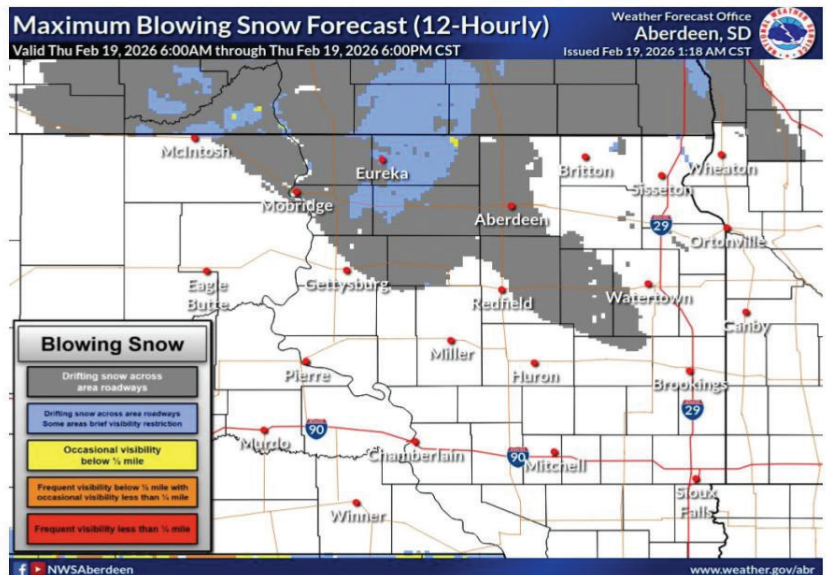 Maximum Blowing Snow Forecast (12-Hourly)
Valid Thu Feb 19, 2026 6:00AM through Thu Feb 19, 2026 6:00PM CST
Weather Forecast Office
Aberdeen, SD
Issued Feb 19, 2026 1:18 AM CST
NATIONAL WEATHER SERVICE
McIntosh
Eureka
Britton
Wheaton
Sisseton
Mobridge
Aberdeen
29
Ortonville
Eagle
Butte
Gettysburg
Redfield
Watertown
Canby
Miller
Pierre
Huron
Brookings
29
Murdo
90
Chamberlain
90
Mitchell
Sioux
Falls
Winner
Blowing Snow
Drifting snow across
area roadways
Drifting snow across area roadways
Some areas brief visibility restriction
Occasional visibility
below ½ mile
Frequent visibility below ½ mile with
occasional visibility less than ¼ mile
Frequent visibility less than ¼ mile
NWSAberdeen
www.weather.gov/abr